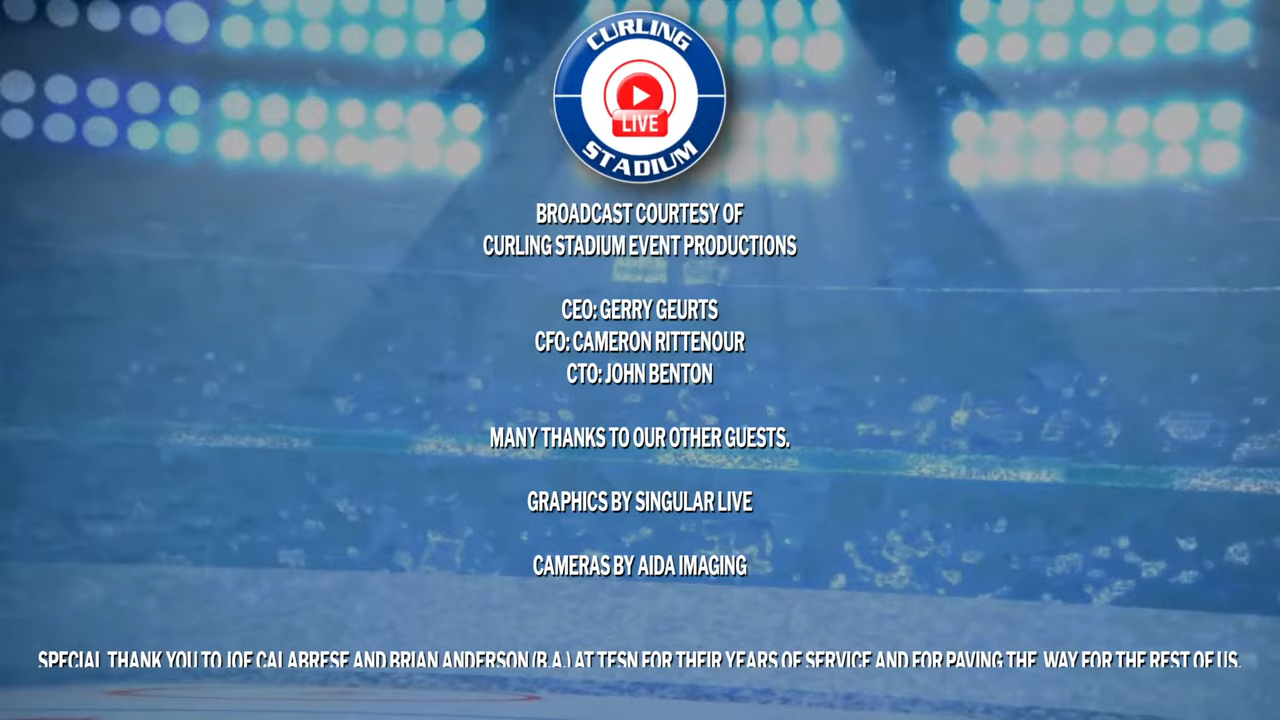 CURLING
LIVE
STADIUM
BROADCAST COURTESY OF
CURLING STADIUM EVENT PRODUCTIONS
CEO: GERRY GEURTS
CFO: CAMERON RITTENOUR
CTO: JOHN BENTON
MANY THANKS TO OUR OTHER GUESTS.
GRAPHICS BY SINGULAR LIVE
CAMERAS BY AIDA IMAGING
SPECIAL THANK YOU TO JOE CALABRESE AND BRIAN ANDERSON (B.A.) AT TESN FOR THEIR YEARS OF SERVICE AND FOR PAVING THE WAY FOR THE REST OF US.